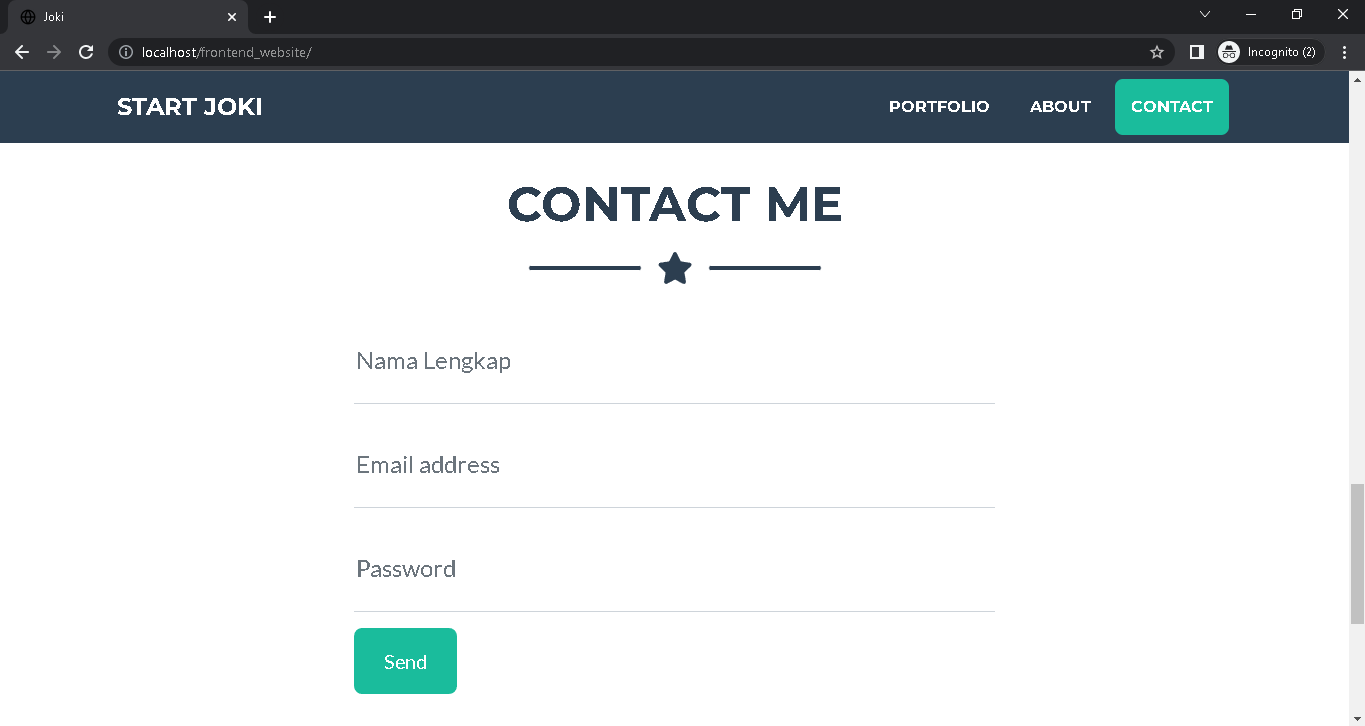 Joki
localhost/frontend_website/
Incognito (2)
START JOKI
PORTFOLIO
ABOUT
CONTACT
CONTACT ME
Nama Lengkap
Email address
Password
Send